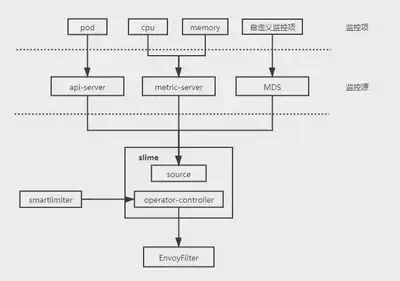 pod
cpu
memory
自定义监控项
监控项
api-server
metric-server
MDS
监控源
slime
source
smartlimiter
operator-controller
EnvoyFilter